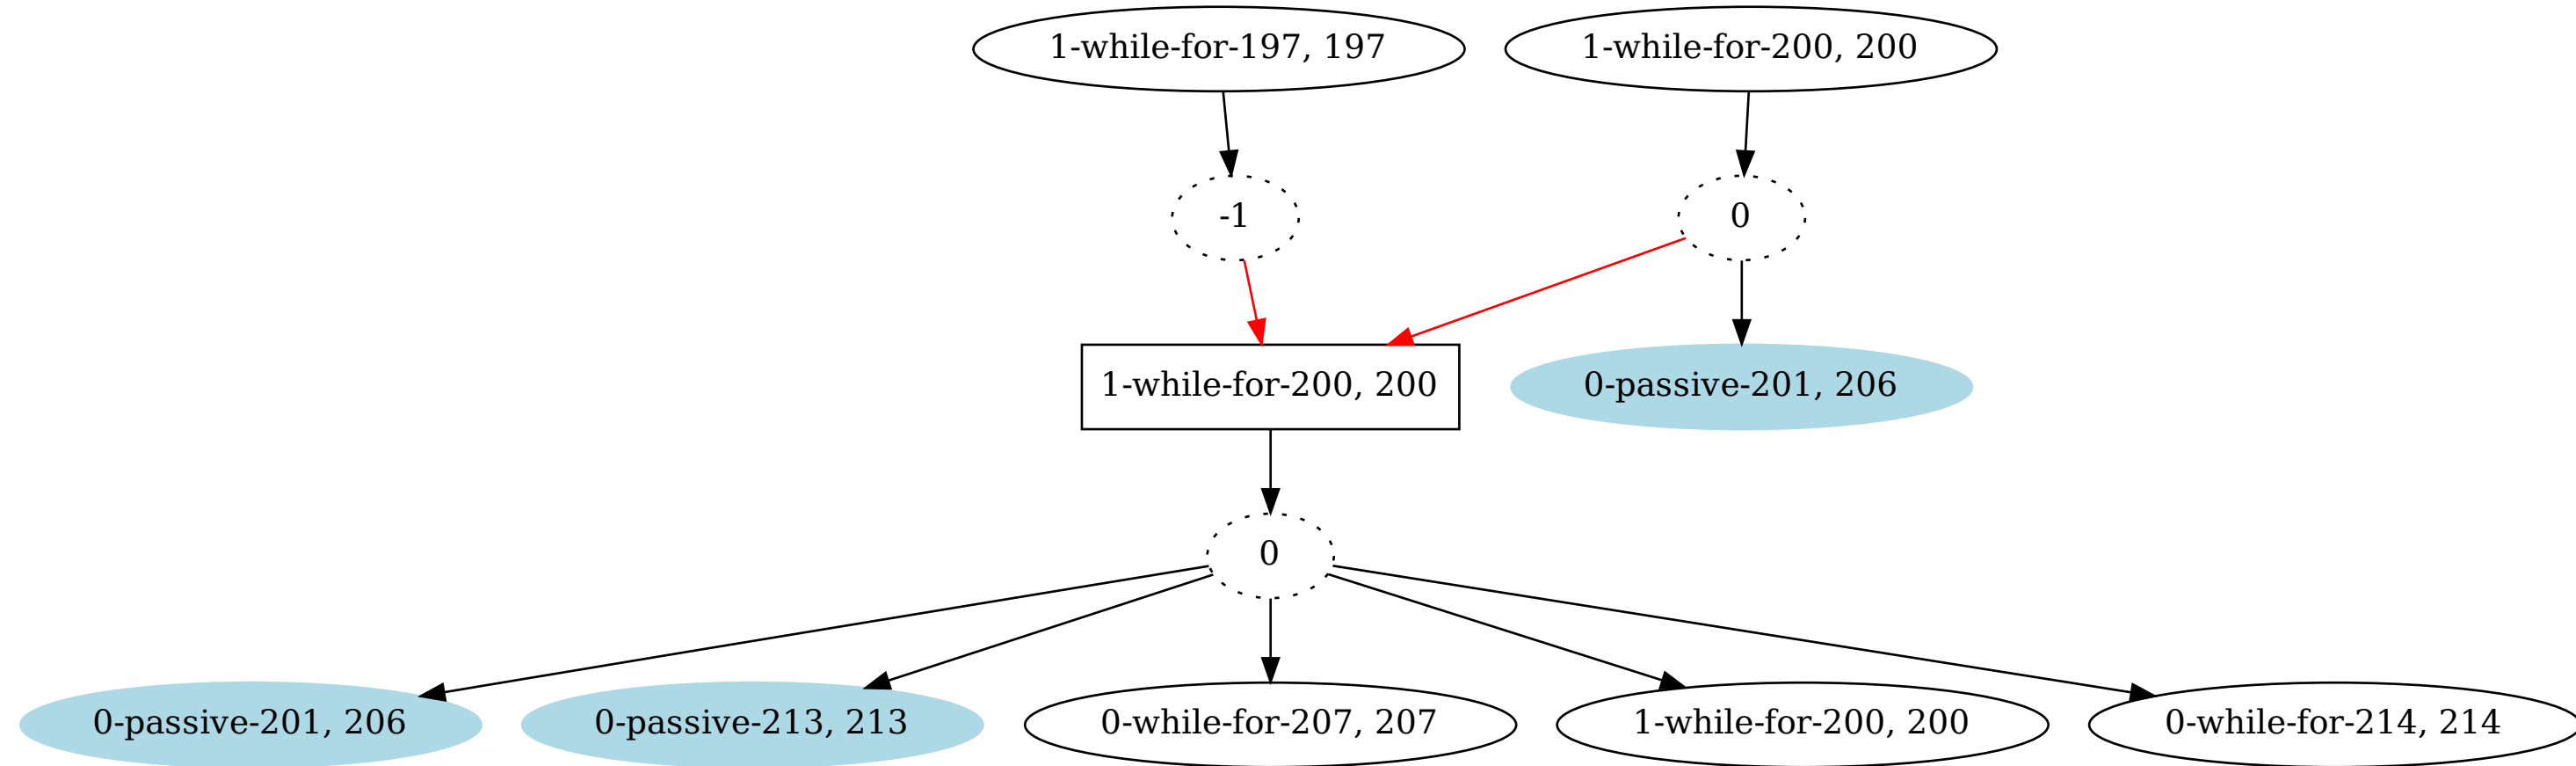 1-while-for-197, 197
1-while-for-200, 200
-1
0
1-while-for-200, 200
0-passive-201, 206
0
0-passive-201, 206
0-passive-213, 213
0-while-for-207, 207
1-while-for-200, 200
0-while-for-214, 214